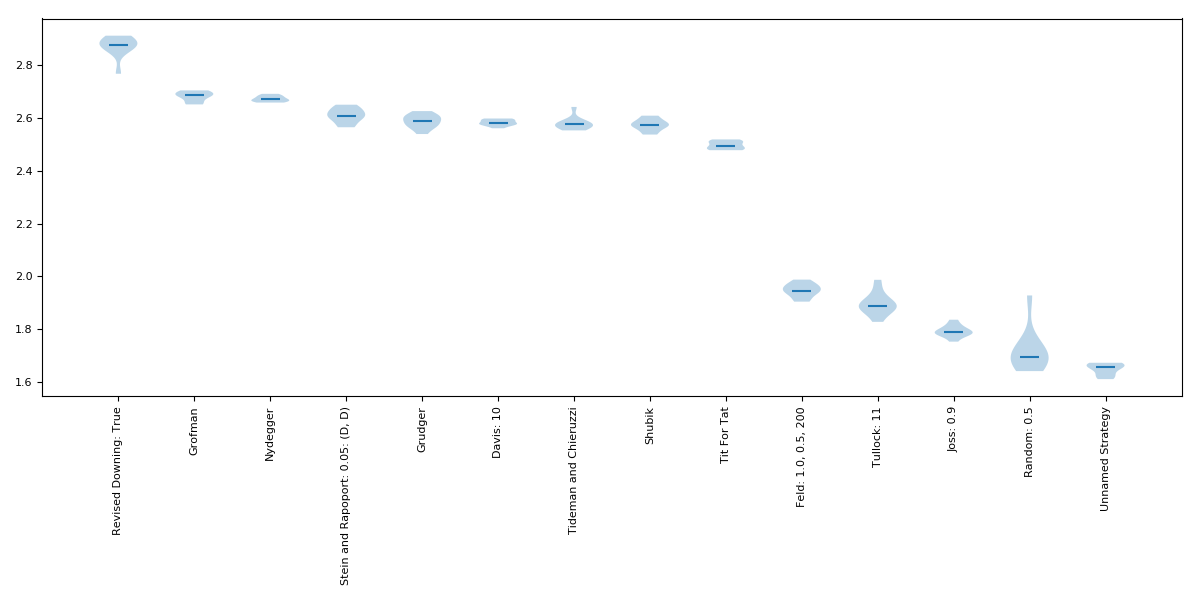 2.8
2.6
2.4
2.2
2.0
1.8
1.6
Revised Downing: True
Grofman
Nydegger
Stein and Rapoport: 0.05: (D, D)
Grudger
Davis: 10
Tideman and Chieruzzi
Shubik
Tit For Tat
Feld: 1.0, 0.5, 200
Tullock: 11
Joss: 0.9
Random: 0.5
Unnamed Strategy